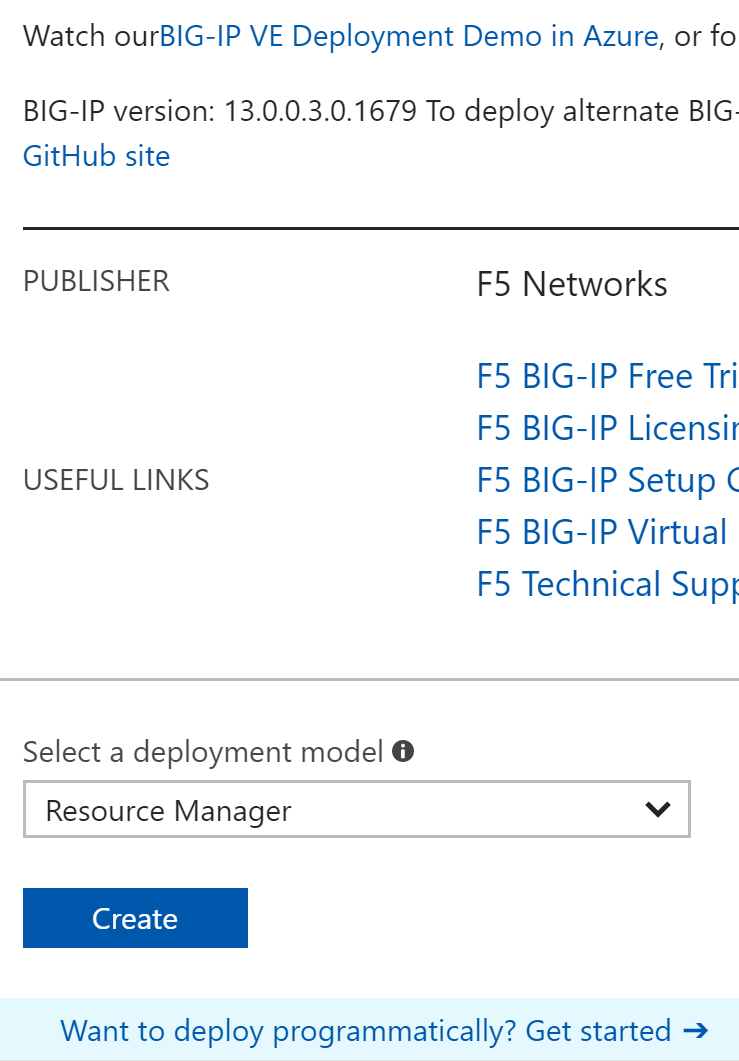 Watch ourBIG-IP VE Deployment Demo in Azure, or fo
BIG-IP version: 13.0.0.3.0.1679 To deploy alternate BIG-
GitHub site
PUBLISHER
F5 Networks
USEFUL LINKS
F5 BIG-IP Free Tri
F5 BIG-IP Licensin
F5 BIG-IP Setup
F5 BIG-IP Virtual
F5 Technical Supp
Select a deployment model
Resource Manager
Create
Want to deploy programmatically? Get started →